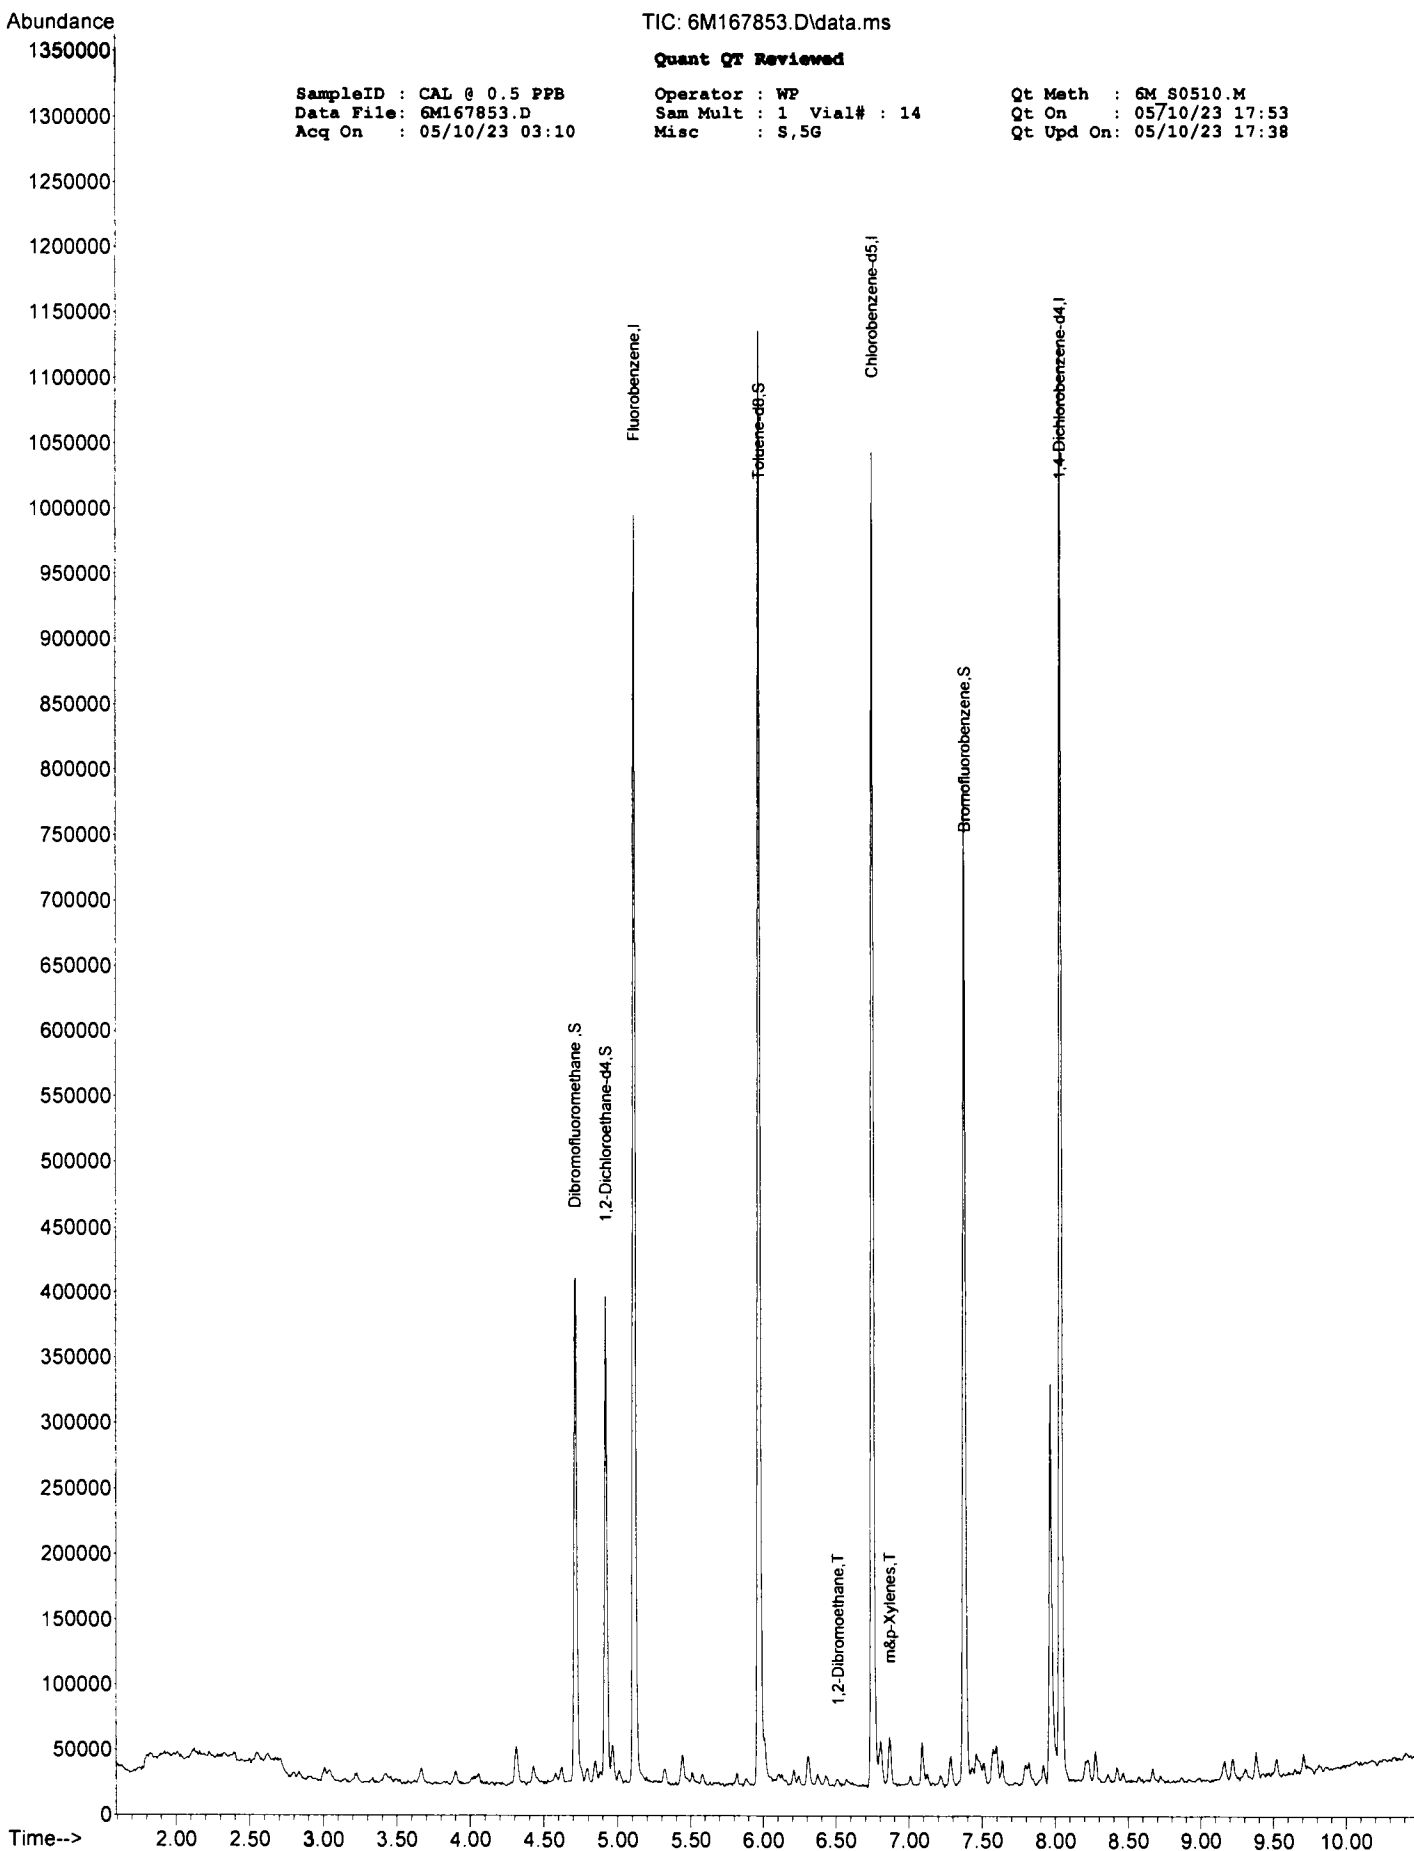 Abundance
TIC: 6M167853.D\data.ms
1350000
Quant QT Reviewed
SampleID : CAL @ 0.5 PPB Operator : WP Qt Meth : 6M S0510.M
Data File: 6M167853.D Sam Mult : 1 Vial# : 14 Qt On : 05/10/23 17:53
Acq On : 05/10/23 03:10 Misc : S,5G Qt Upd On: 05/10/23 17:38
1300000
1250000
1200000
1150000
1100000
1050000
1000000
950000
900000
850000
800000
750000
700000
650000
600000
550000
500000
450000
400000
350000
300000
250000
200000
150000
100000
50000
0
Dibromofluoromethane ,S
1,2-Dichloroethane-d4,S
Fluorobenzene,I
Toluene-d8,S
1,2-Dibromoethane,T
Chlorobenzene-d5,I
m&p-Xylenes,T
Bromofluorobenzene,S
1,4-Dichlorobenzene-d4,I
Time--> 2.00 2.50 3.00 3.50 4.00 4.50 5.00 5.50 6.00 6.50 7.00 7.50 8.00 8.50 9.00 9.50 10.00